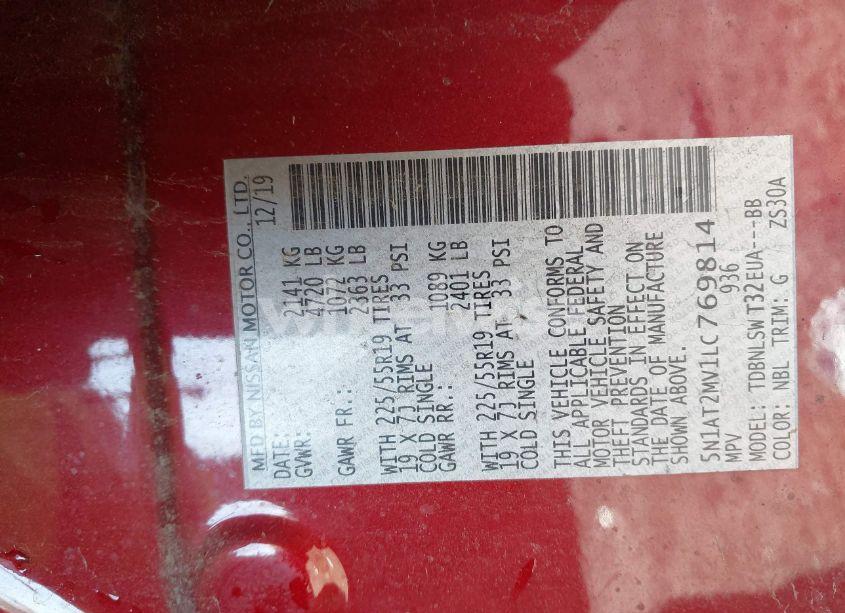 MFD BY NISSAN MOTOR CO., LTD.
DATE: 12/19
GVWR: 2141 KG
4720 LB
GAWR FR.: 1072 KG
2363 LB
WITH 225/55R19 TIRES
19 X 7J RIMS AT 33 PSI
COLD SINGLE
GAWR RR.: 1089 KG
2401 LB
WITH 225/55R19 TIRES
19 X 7J RIMS AT 33 PSI
COLD SINGLE
THIS VEHICLE CONFORMS TO
ALL APPLICABLE FEDERAL
MOTOR VEHICLE SAFETY AND
THEFT PREVENTION
STANDARDS IN EFFECT ON
THE DATE OF MANUFACTURE
SHOWN ABOVE.
5N1AT2MV1LC769814
MPV 936
MODEL: TDBNLSWT32EUA---BB
COLOR: NBL TRIM: G ZS30A